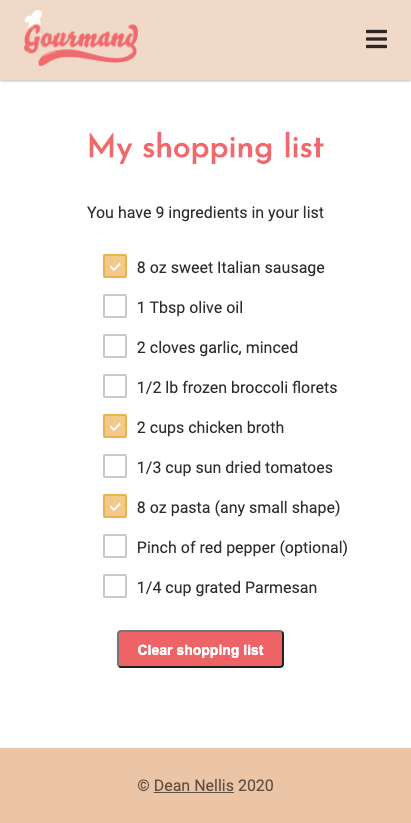 Gourmand
My shopping list
You have 9 ingredients in your list
8 oz sweet Italian sausage
1 Tbsp olive oil
2 cloves garlic, minced
1/2 lb frozen broccoli florets
2 cups chicken broth
1/3 cup sun dried tomatoes
8 oz pasta (any small shape)
Pinch of red pepper (optional)
1/4 cup grated Parmesan
Clear shopping list
© Dean Nellis 2020